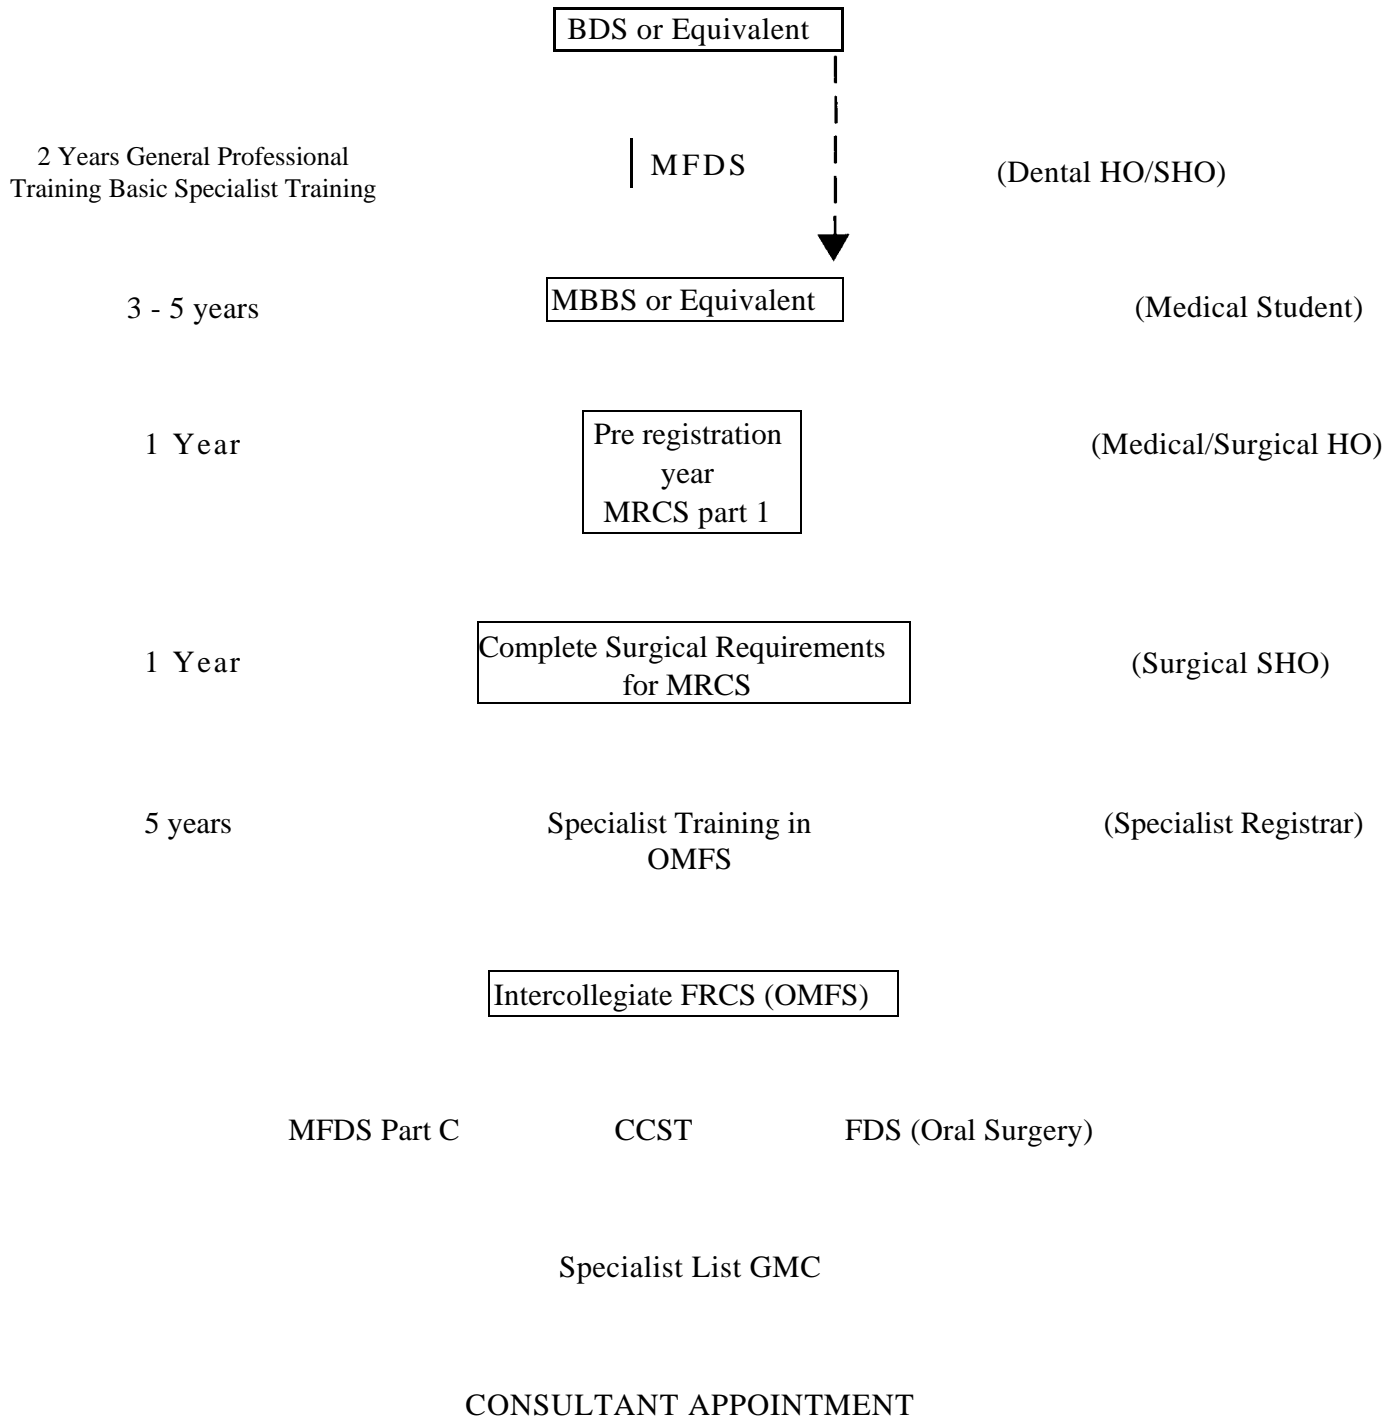 BDS or Equivalent
2 Years General Professional
Training Basic Specialist Training
MFDS
(Dental HO/SHO)
3 - 5 years
MBBS or Equivalent
(Medical Student)
1 Year
Pre registration
year
MRCS part 1
(Medical/Surgical HO)
1 Year
Complete Surgical Requirements
for MRCS
(Surgical SHO)
5 years
Specialist Training in
OMFS
(Specialist Registrar)
Intercollegiate FRCS (OMFS)
MFDS Part C
CCST
FDS (Oral Surgery)
Specialist List GMC
CONSULTANT APPOINTMENT